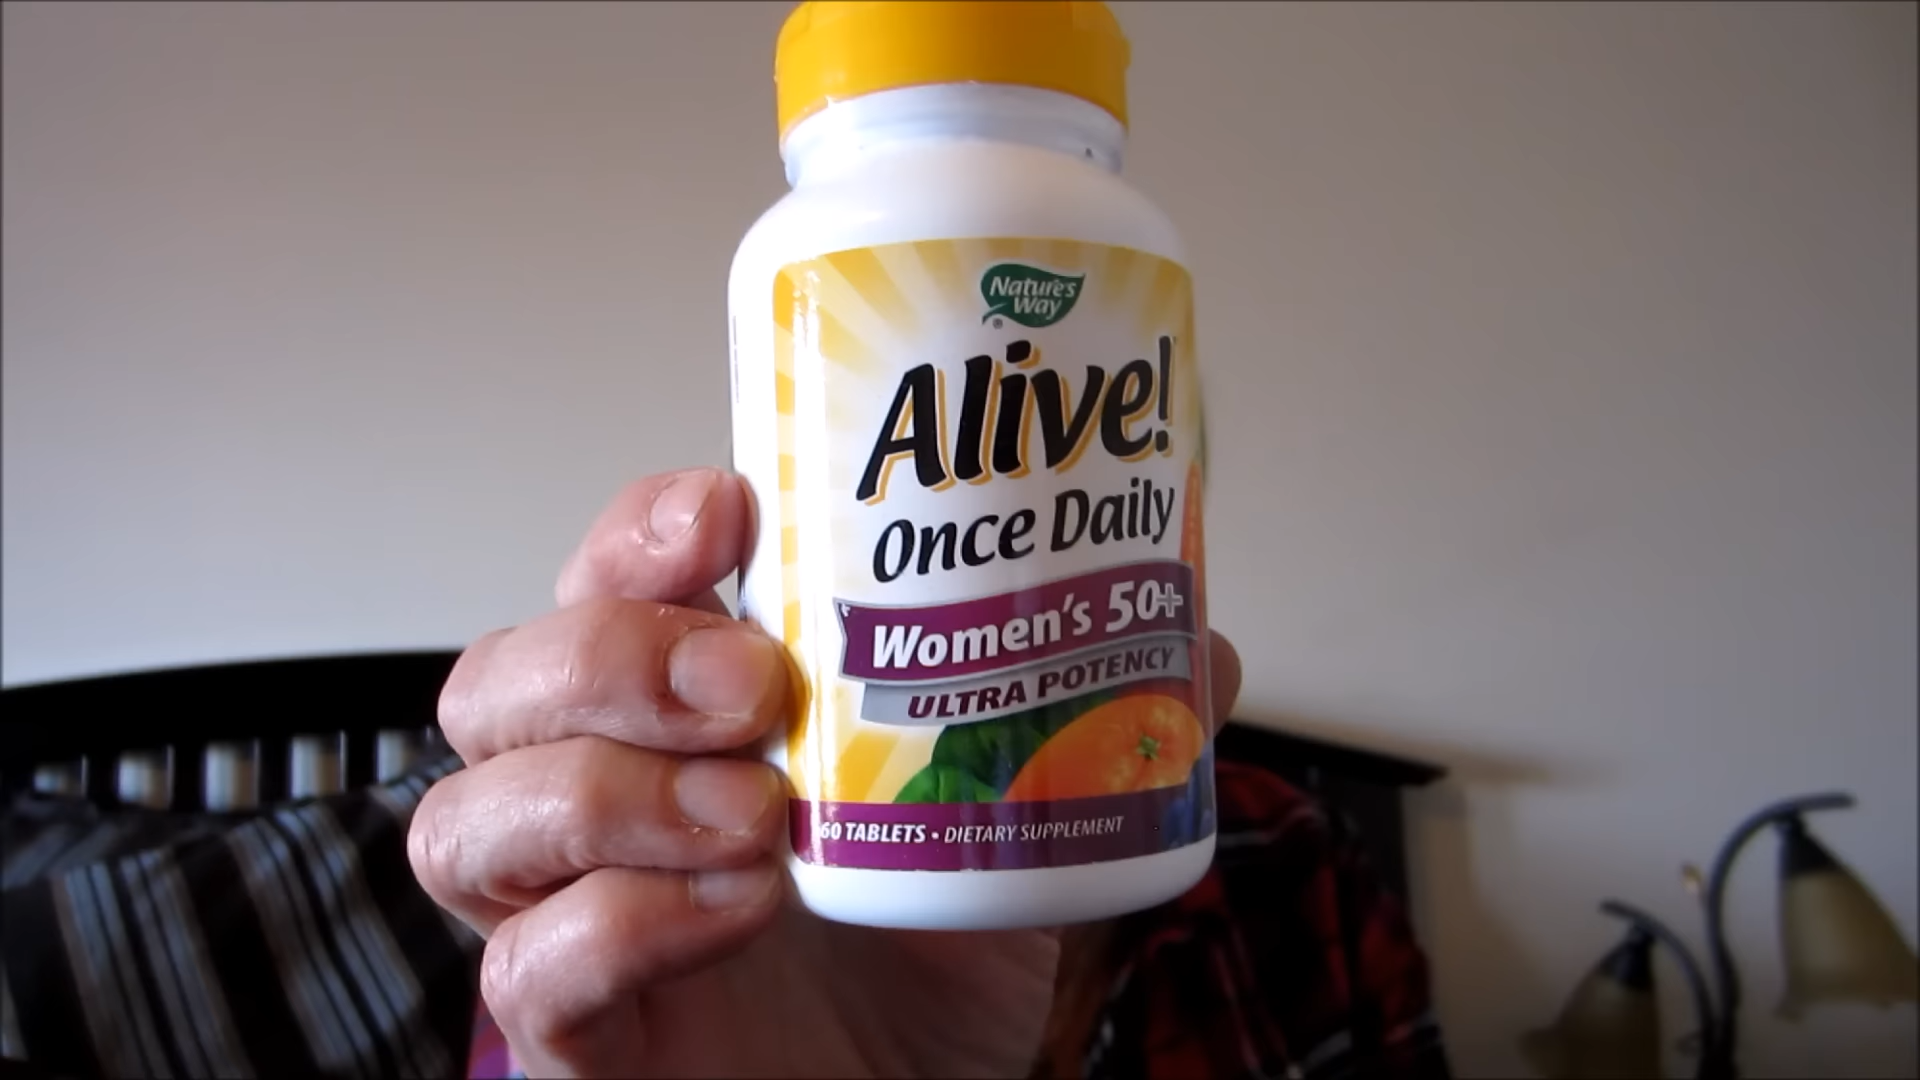 Nature's
Way
®
Alive!
Once Daily
Women's 50+
ULTRA POTENCY
60 TABLETS • DIETARY SUPPLEMENT